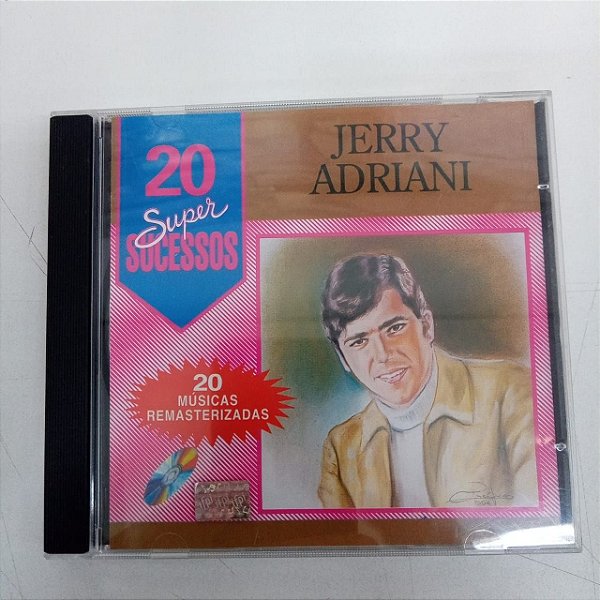 20
Super
SUCESSOS
JERRY
ADRIANI
20
MÚSICAS
REMASTERIZADAS